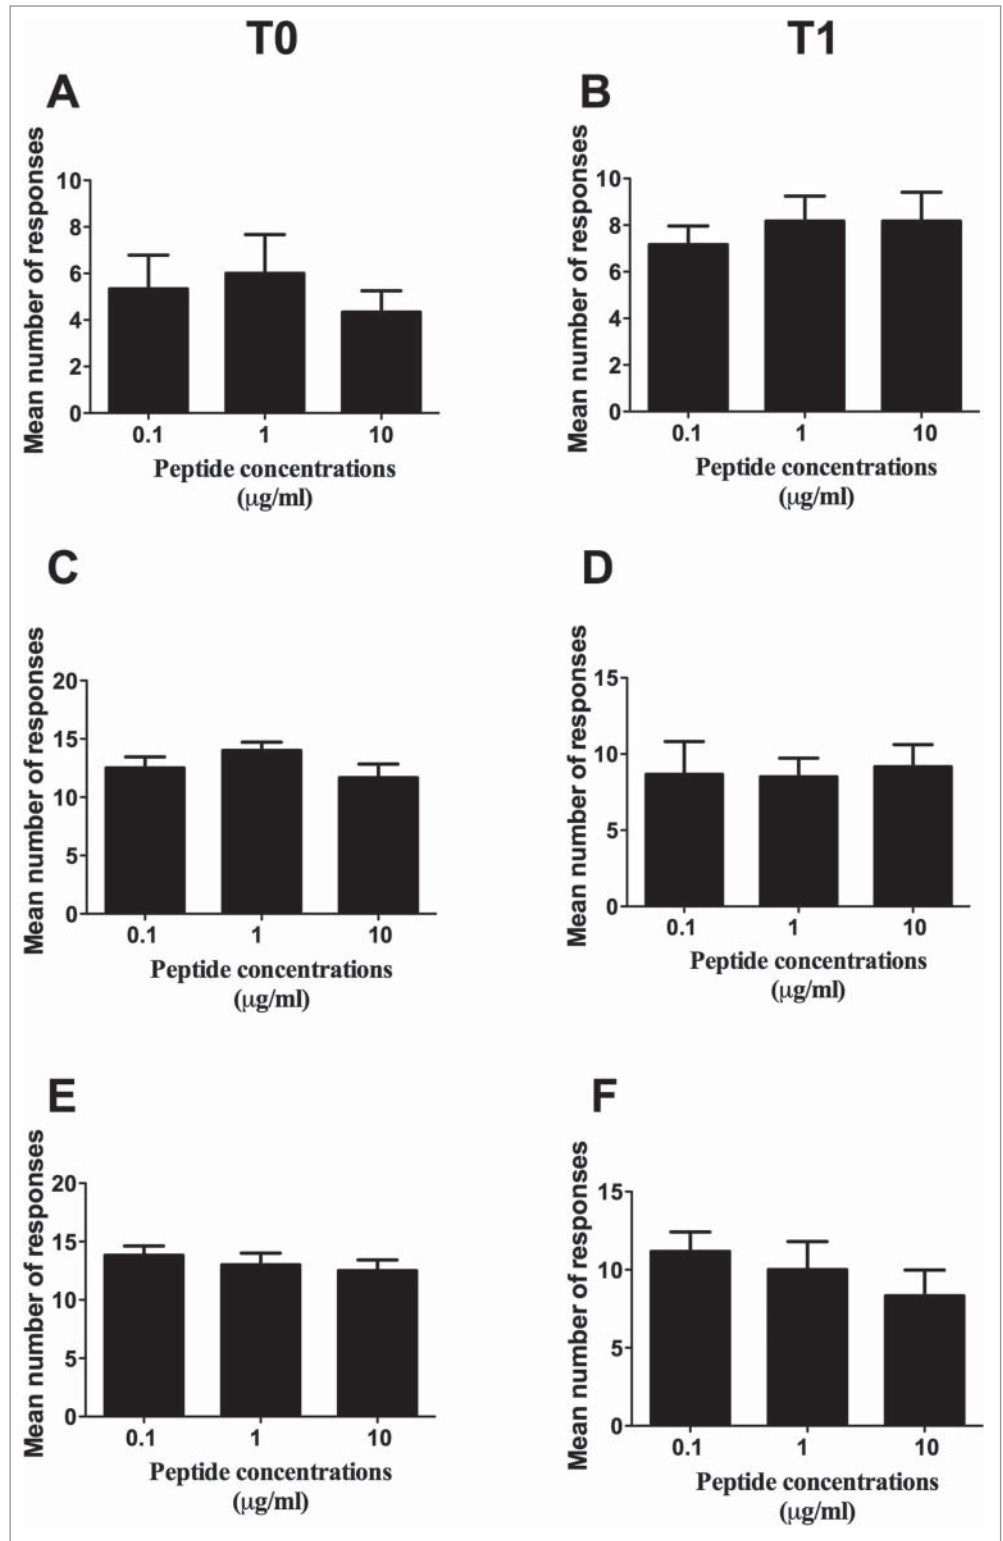 T0
T1
A
Mean number of responses
10
8
6
4
2
0
0.1
1
10
Peptide concentrations
(μg/ml)
B
Mean number of responses
10
8
6
4
2
0
0.1
1
10
Peptide concentrations
(μg/ml)
C
Mean number of responses
20
15
10
5
0
0.1
1
10
Peptide concentrations
(μg/ml)
D
Mean number of responses
15
10
5
0
0.1
1
10
Peptide concentrations
(μg/ml)
E
Mean number of responses
20
15
10
5
0
0.1
1
10
Peptide concentrations
(μg/ml)
F
Mean number of responses
15
10
5
0
0.1
1
10
Peptide concentrations
(μg/ml)